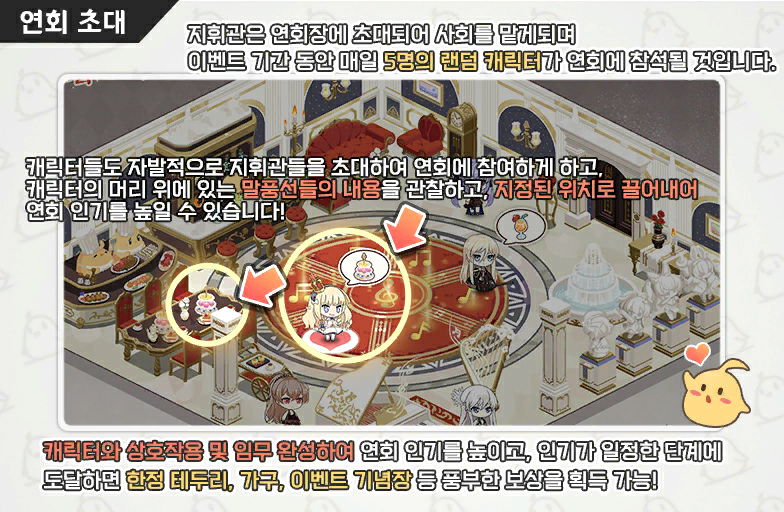 연회 초대
지휘관은 연회장에 초대되어 사회를 맡게되며
이벤트 기간 동안 매일 5명의 랜덤 캐릭터가 연회에 참석될 것입니다.
캐릭터들도 자발적으로 지휘관들을 초대하여 연회에 참여하게 하고,
캐릭터의 머리 위에 있는 말풍선들의 내용을 관찰하고, 지정된 위치로 끌어내어
연회 인기를 높일 수 있습니다!
캐릭터와 상호작용 및 임무 완성하여 연회 인기를 높이고, 인기가 일정한 단계에
도달하면 한정 테두리, 가구, 이벤트 기념장 등 풍부한 보상을 획득 가능!